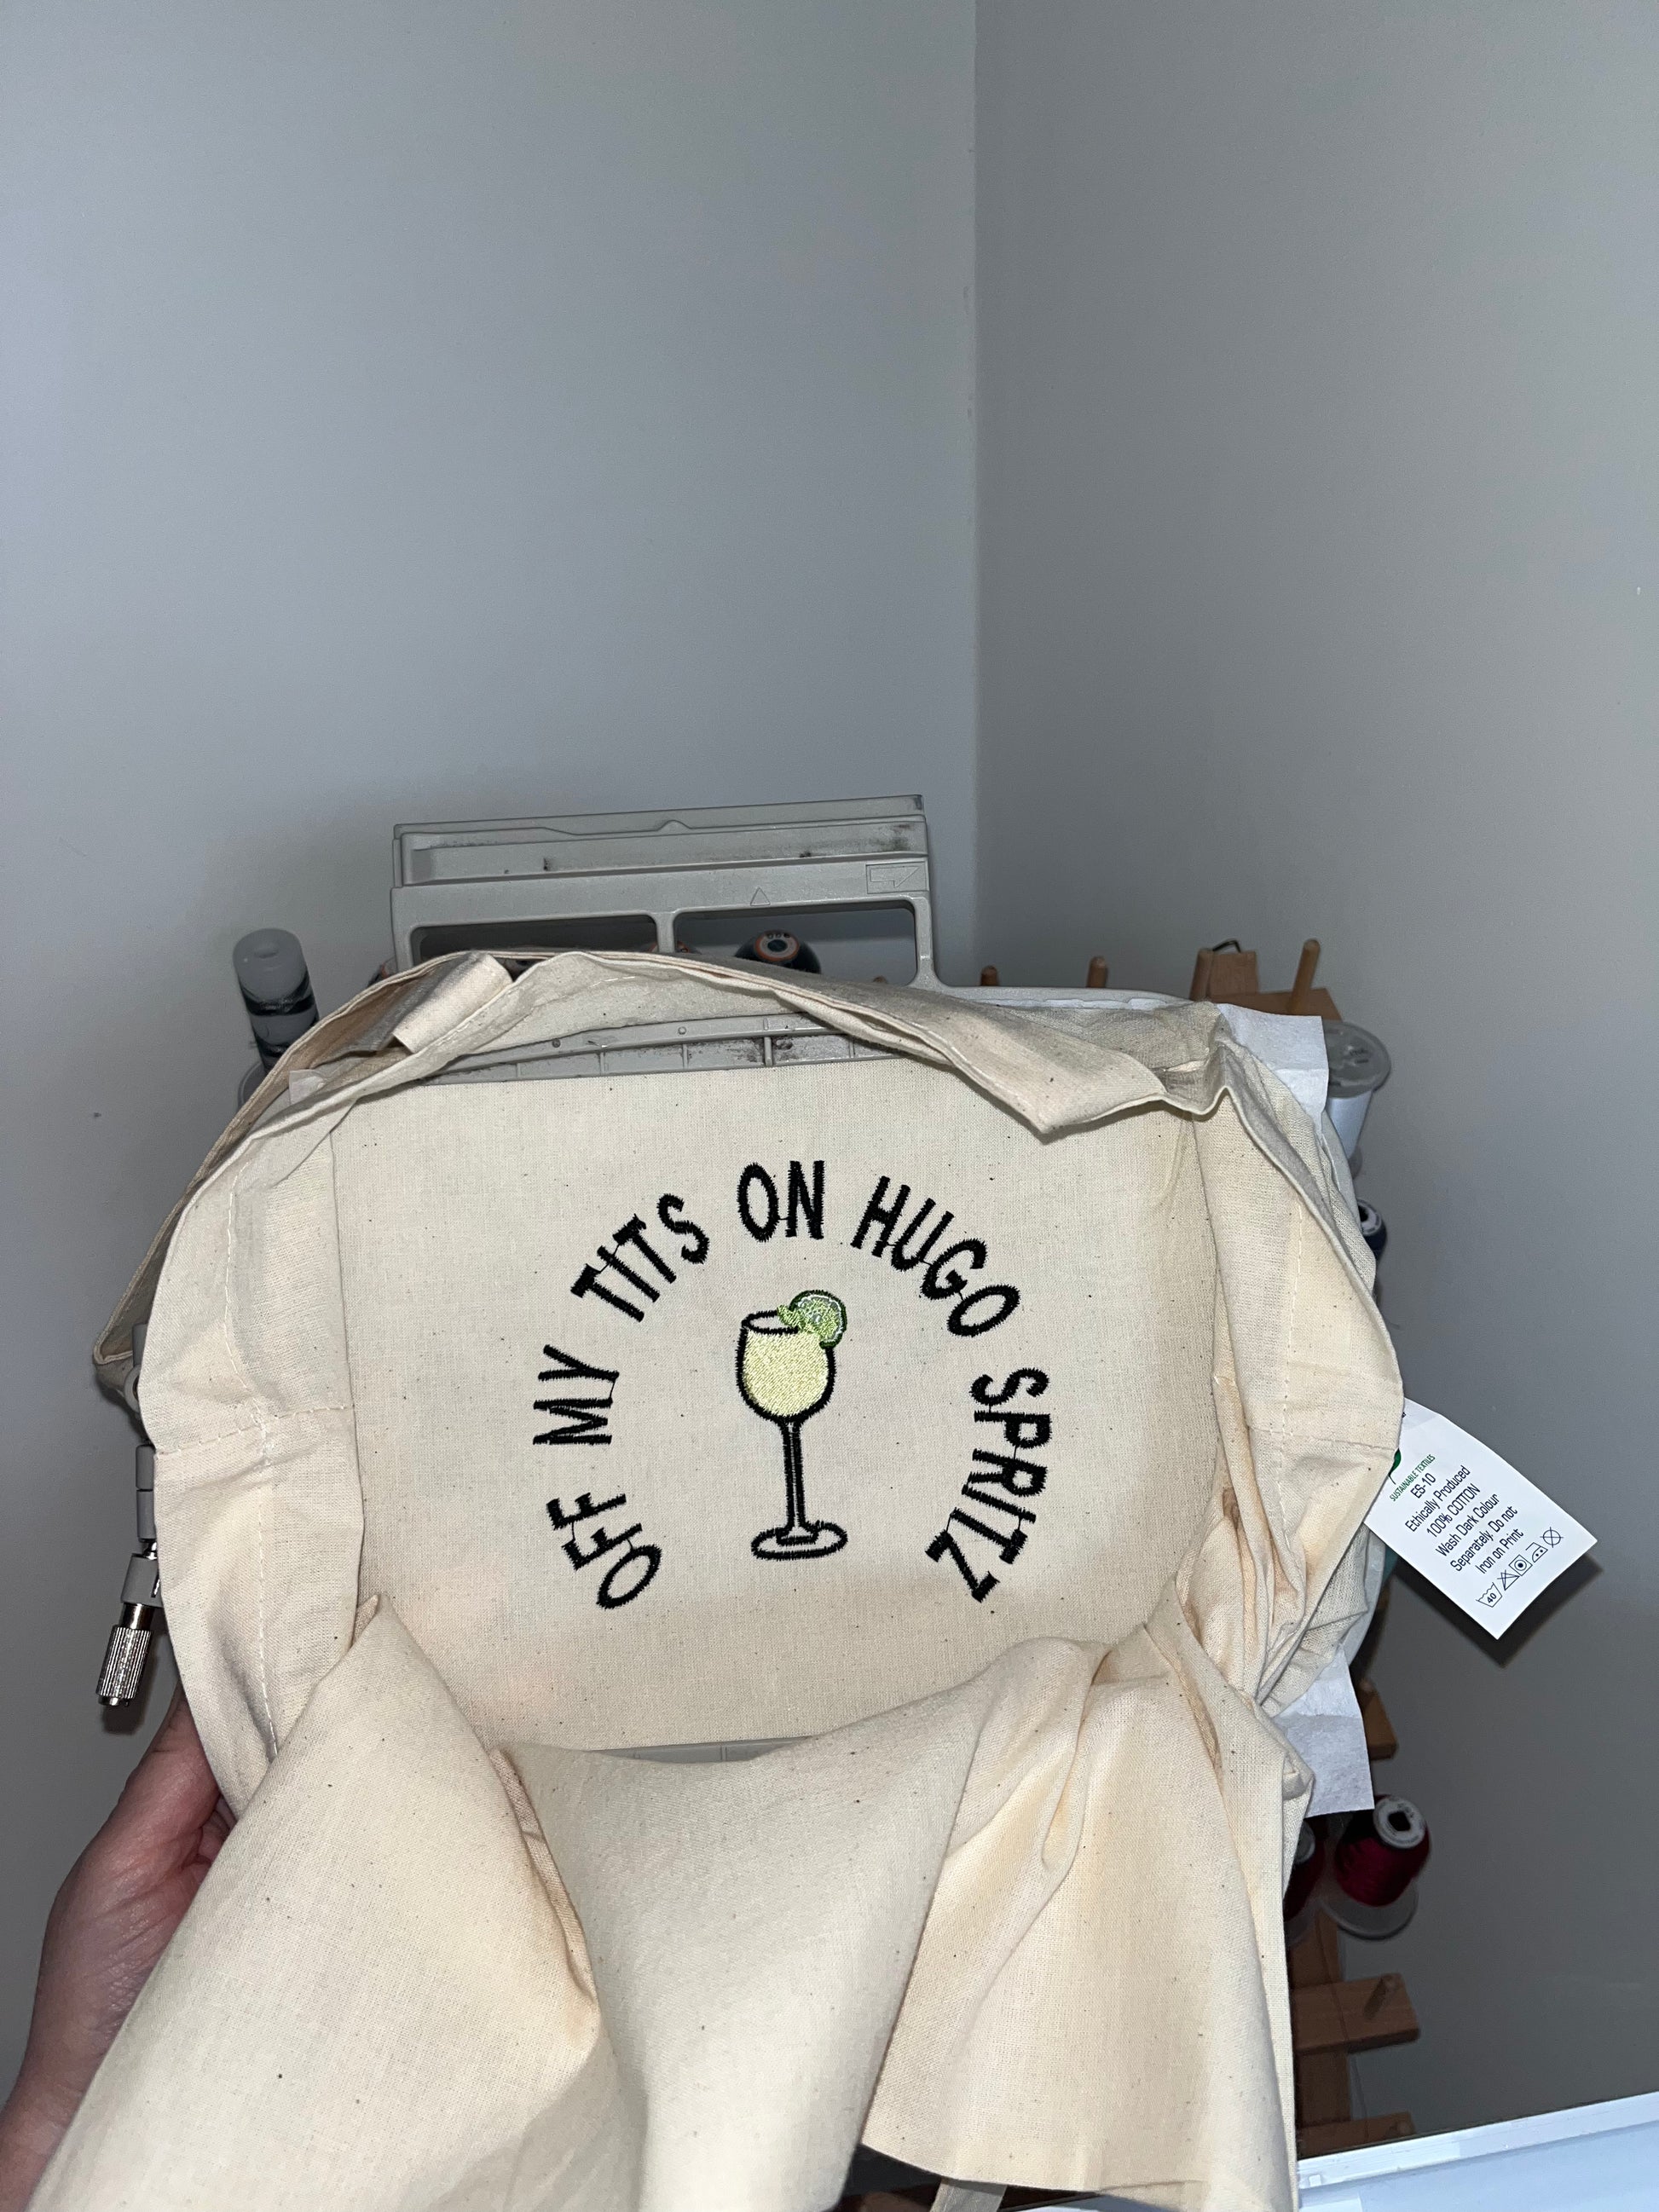 OFF MY TITS ON HUGO SPRITZ
SUSTAINABLE TEXTILES
ES-10
Ethically Produced
100% COTTON
Wash Dark Colour
Separately. Do not
Iron on Print
40